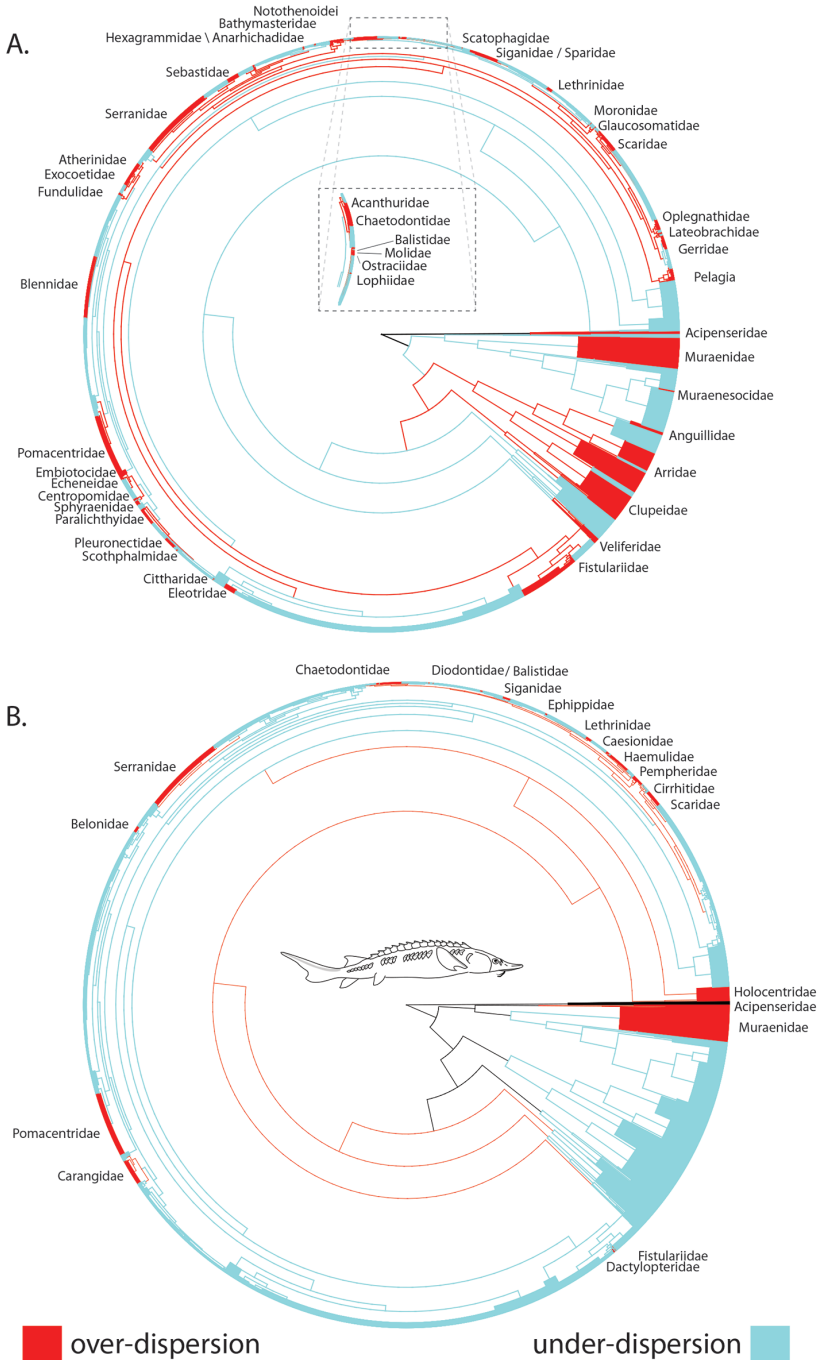 A.
Notothenoidei
Bathymasteridae
Hexagrammidae \ Anarhichadidae
Scatophagidae
Siganidae / Sparidae
Sebastidae
Lethrinidae
Serranidae
Moronidae
Glaucosomatidae
Scaridae
Atherinidae
Exocoetidae
Fundulidae
Acanthuridae
Chaetodontidae
Balistidae
Molidae
Ostraciidae
Lophiidae
Oplegnathidae
Lateobrachidae
Gerridae
Pelagia
Blennidae
Acipenseridae
Muraenidae
Muraenesocidae
Anguillidae
Arridae
Clupeidae
Veliferidae
Fistulariidae
Pomacentridae
Embiotocidae
Echeneidae
Centropomidae
Sphyraenidae
Paralichthyidae
Pleuronectidae
Scothphalmidae
Cittharidae
Eleotridae
B.
Chaetodontidae
Diodontidae/ Balistidae
Siganidae
Ephippidae
Lethrinidae
Caesionidae
Haemulidae
Pempheridae
Cirrhitidae
Scaridae
Serranidae
Belonidae
Holocentridae
Acipenseridae
Muraenidae
Pomacentridae
Carangidae
Fistulariidae
Dactylopteridae
over-dispersion
under-dispersion